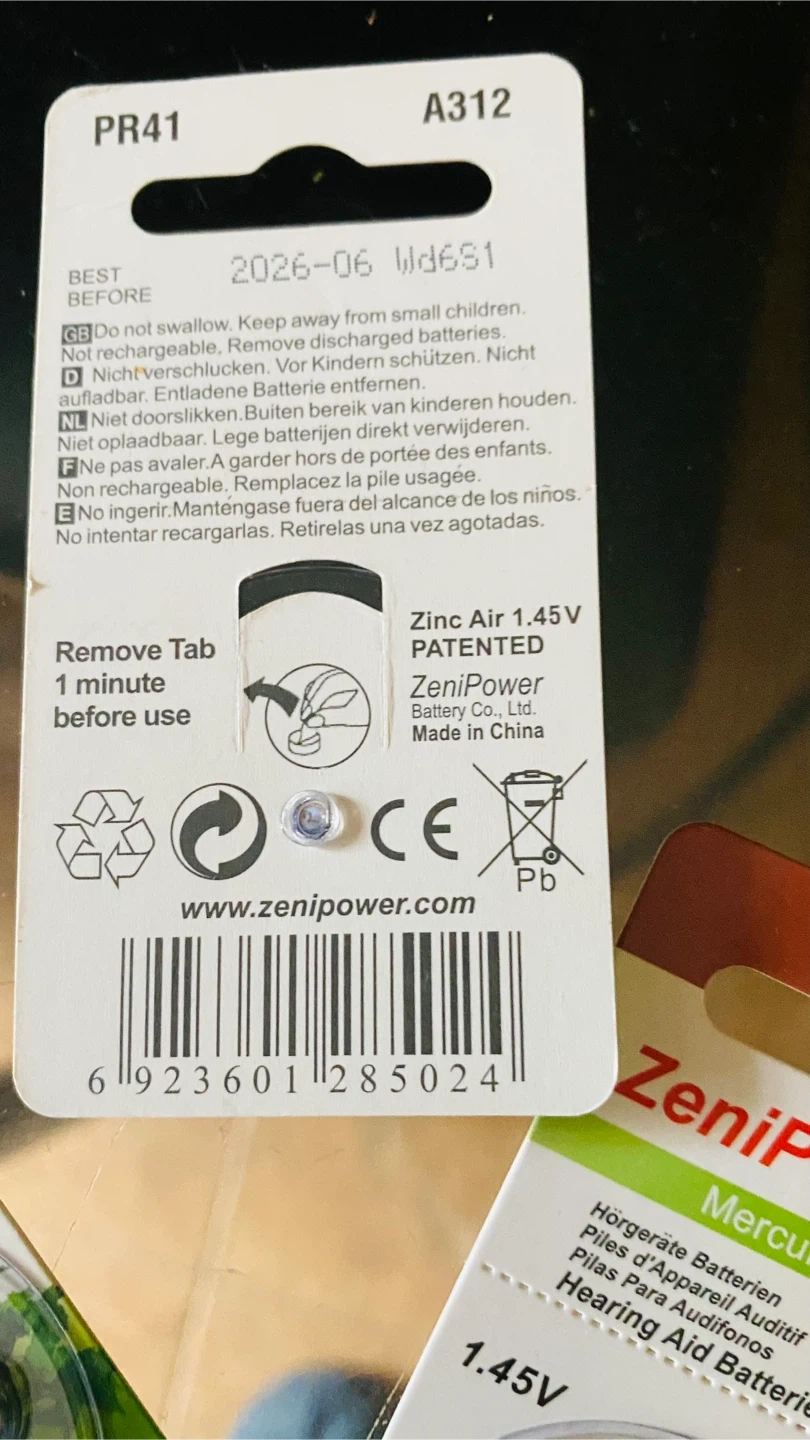 PR41 A312
BEST
BEFORE
2026-06 Wd6S1
GB Do not swallow. Keep away from small children.
Not rechargeable. Remove discharged batteries.
D Nicht verschlucken. Vor Kindern schützen. Nicht
aufladbar. Entladene Batterie entfernen.
NL Niet doorslikken.Buiten bereik van kinderen houden.
Niet oplaadbaar. Lege batterijen direkt verwijderen.
F Ne pas avaler.A garder hors de portée des enfants.
Non rechargeable. Remplacez la pile usagée.
E No ingerir.Manténgase fuera del alcance de los niños.
No intentar recargarlas. Retirelas una vez agotadas.
Remove Tab
1 minute
before use
Zinc Air 1.45V
PATENTED
ZeniPower
Battery Co., Ltd.
Made in China
CE
Pb
www.zenipower.com
6 923601 285024
ZeniP
Mercu
Hörgeräte Batterien
Piles d'Appareil Auditif
Pilas Para Audifonos
Hearing Aid Batterie
1.45V